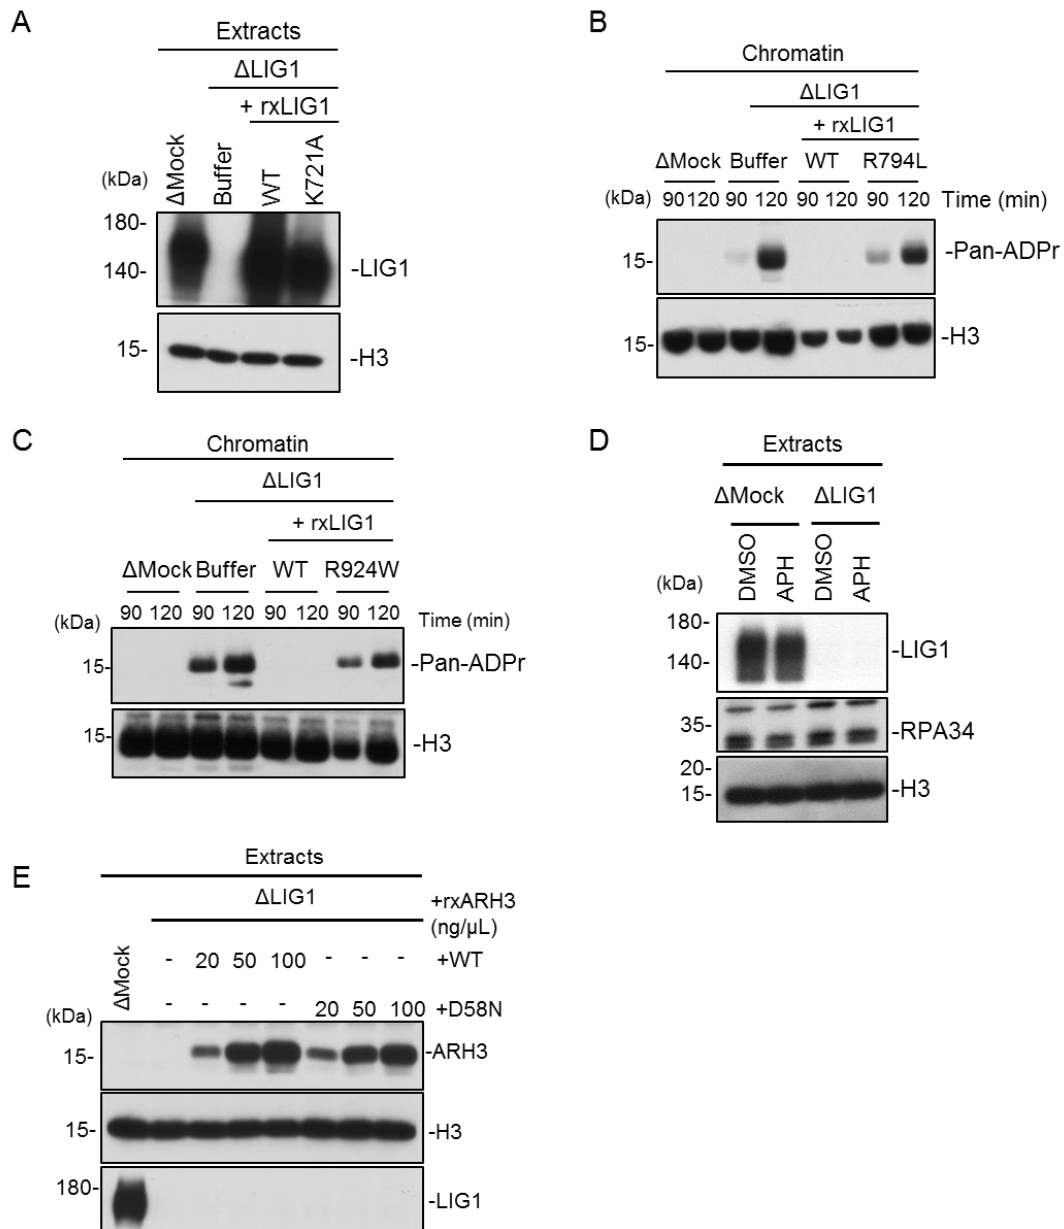 A
Extracts
ΔLIG1
+ rxLIG1
ΔMock
Buffer
WT
K721A
(kDa)
180-
140-
-LIG1
15-
-H3
B
Chromatin
ΔLIG1
+ rxLIG1
ΔMock Buffer WT R794L
(kDa) 90 120 90 120 90 120 90 120 Time (min)
15- -Pan-ADPr
15- -H3
C
Chromatin
ΔLIG1
+ rxLIG1
ΔMock Buffer WT R924W
(kDa) 90 120 90 120 90 120 90 120 Time (min)
15- -Pan-ADPr
15- -H3
D
Extracts
ΔMock ΔLIG1
DMSO
APH
DMSO
APH
(kDa)
180-
140-
-LIG1
35-
-RPA34
20-
15-
-H3
E
Extracts
ΔLIG1
+rxARH3
(ng/µL)
ΔMock
- 20 50 100 - - - +WT
- - - - 20 50 100 +D58N
(kDa)
15- -ARH3
15- -H3
180-
-LIG1